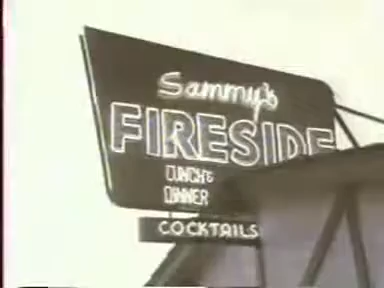 Sammy's
FIRESIDE
LUNCH &
DINNER
COCKTAILS